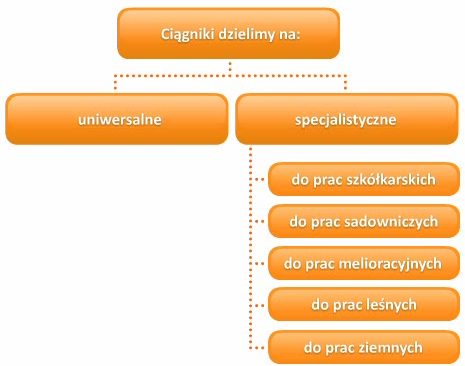 Ciągniki dzielimy na:
uniwersalne
specjalistyczne
do prac szkółkarskich
do prac sadowniczych
do prac melioracyjnych
do prac leśnych
do prac ziemnych